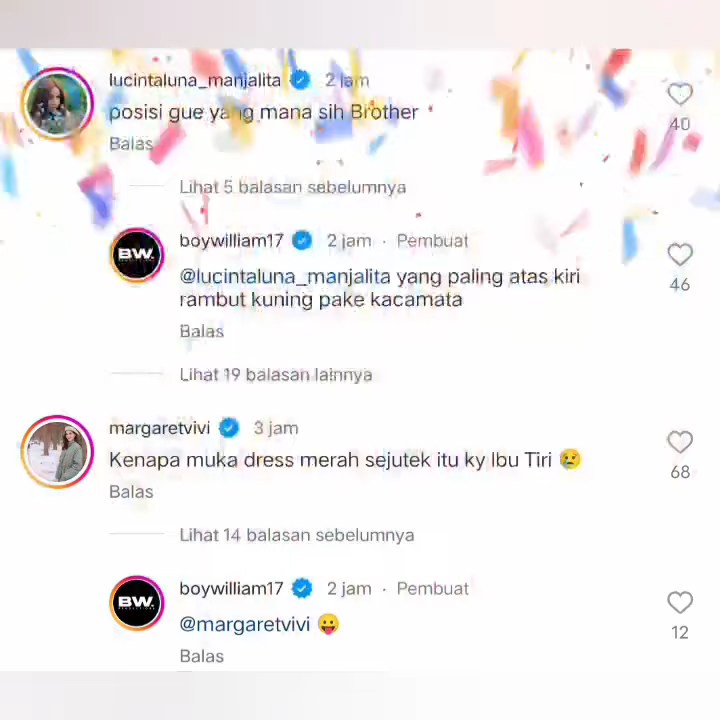 lucintaluna_manjalita 2 jam
posisi gue yang mana sih Brother
40
Balas
Lihat 5 balasan sebelumnya
BW.
boywilliam17 2 jam · Pembuat
@lucintaluna_manjalita yang paling atas kiri
rambut kuning pake kacamata
46
Balas
Lihat 19 balasan lainnya
margaretvivi 3 jam
Kenapa muka dress merah sejutek itu ky Ibu Tiri 😢
68
Balas
Lihat 14 balasan sebelumnya
BW.
boywilliam17 2 jam · Pembuat
@margaretvivi 😛
12
Balas